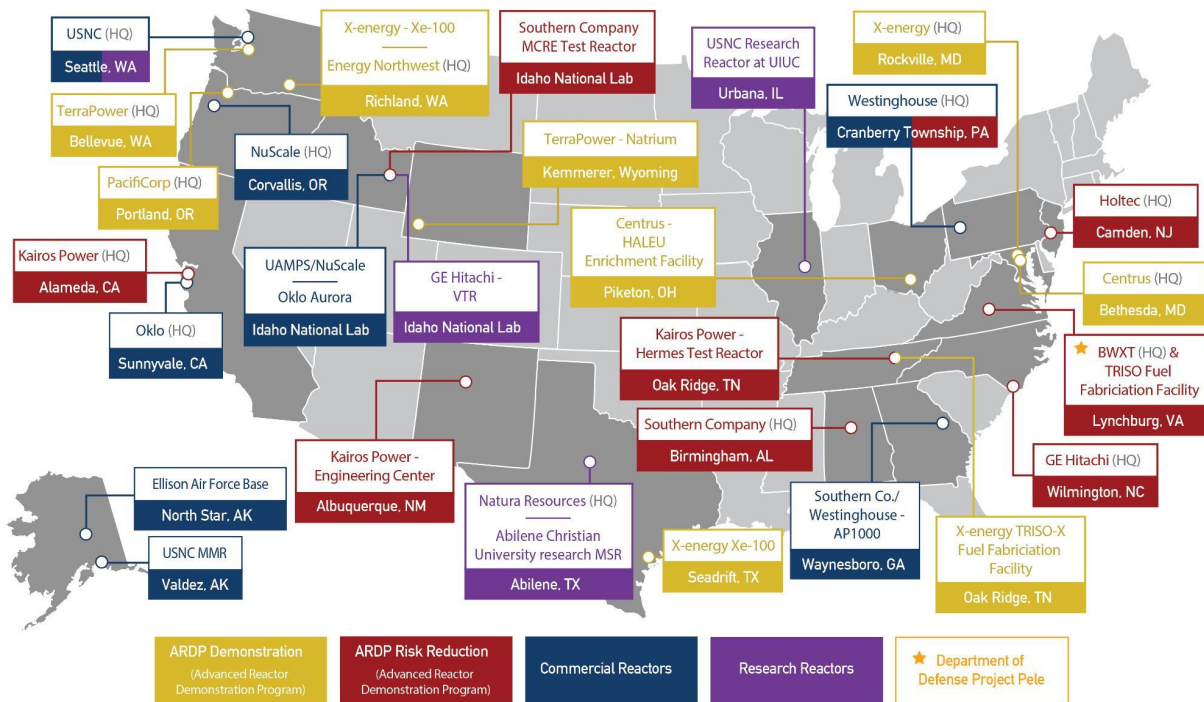 USNC (HQ)
Seattle, WA
TerraPower (HQ)
Bellevue, WA
PacifiCorp (HQ)
Portland, OR
X-energy - Xe-100
Energy Northwest (HQ)
Richland, WA
NuScale (HQ)
Corvallis, OR
Southern Company
MCRE Test Reactor
Idaho National Lab
USNC Research
Reactor at UIUC
Urbana, IL
X-energy (HQ)
Rockville, MD
Westinghouse (HQ)
Cranberry Township, PA
TerraPower - Natrium
Kemmerer, Wyoming
Holtec (HQ)
Camden, NJ
Kairos Power (HQ)
Alameda, CA
Oklo (HQ)
Sunnyvale, CA
UAMPS/NuScale
Oklo Aurora
Idaho National Lab
GE Hitachi -
VTR
Idaho National Lab
Centrus -
HALEU
Enrichment Facility
Piketon, OH
Centrus (HQ)
Bethesda, MD
Kairos Power -
Hermes Test Reactor
Oak Ridge, TN
BWXT (HQ) &
TRISO Fuel
Fabriciation Facility
Lynchburg, VA
Southern Company (HQ)
Birmingham, AL
GE Hitachi (HQ)
Wilmington, NC
Kairos Power -
Engineering Center
Albuquerque, NM
Ellison Air Force Base
North Star, AK
USNC MMR
Valdez, AK
Natura Resources (HQ)
Abilene Christian
University research MSR
Abilene, TX
X-energy Xe-100
Seadrift, TX
Southern Co./
Westinghouse -
AP1000
Waynesboro, GA
X-energy TRISO-X
Fuel Fabriciation
Facility
Oak Ridge, TN
ARDP Demonstration
(Advanced Reactor
Demonstration Program)
ARDP Risk Reduction
(Advanced Reactor
Demonstration Program)
Commercial Reactors
Research Reactors
Department of
Defense Project Pele